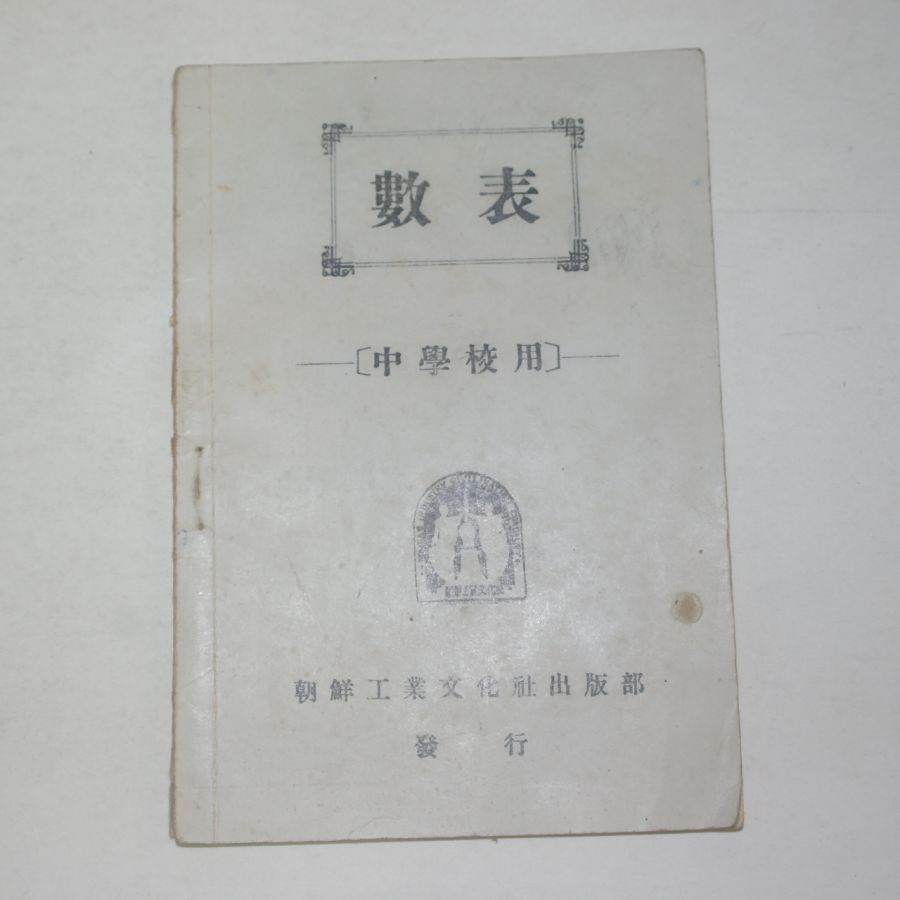 數表
〔中學校用〕
朝鮮工業文化社出版部
發行